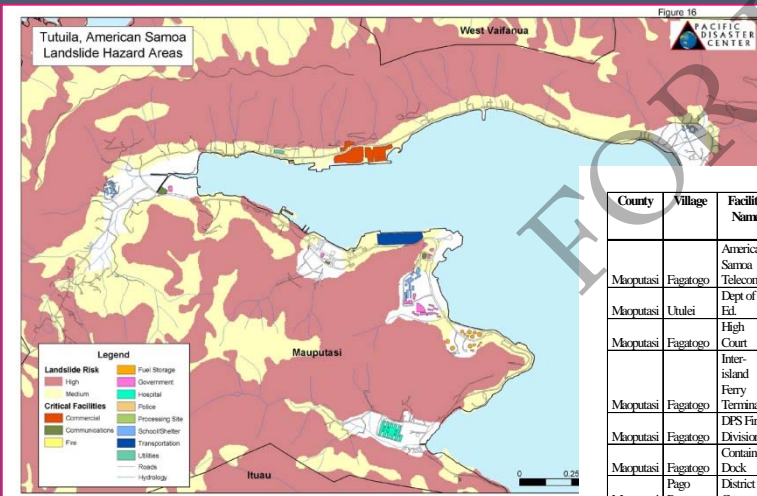 Figure 16
Tutuila, American Samoa
Landslide Hazard Areas
West Vaifanua
PACIFIC
DISASTER
CENTER
FOR
Mauputasi
Ituau
Legend
Landslide Risk
High
Medium
Critical Facilities
Commercial
Communications
Fire
Fuel Storage
Government
Hospital
Police
Processing Site
School/Shelter
Transportation
Utilities
Roads
Hydrology
0 0.25
County Village
Name
Samoa
Maoputasi Fagatogo
Dept of
Maoputasi Utulei Ed.
High
Maoputasi Fagatogo Court
Inter-
island
Ferry
Maoputasi Fagatogo
Maoputasi Fagatogo
Maoputasi Fagatogo Dock
Pago District